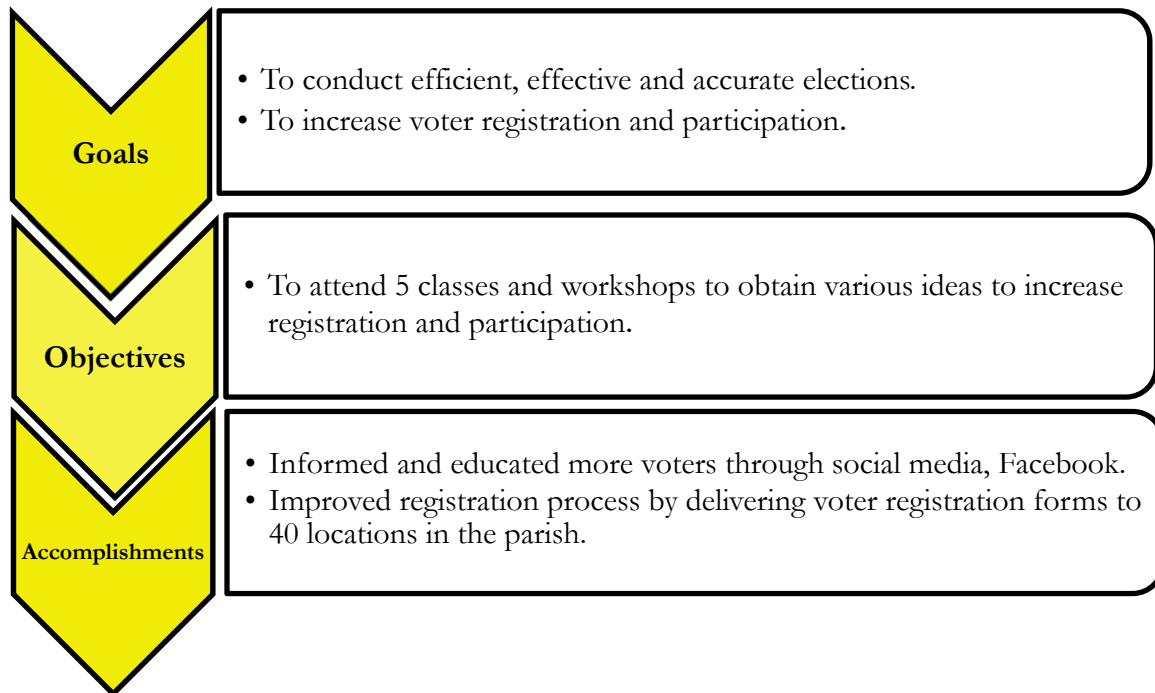 Goals
• To conduct efficient, effective and accurate elections.
• To increase voter registration and participation.
Objectives
• To attend 5 classes and workshops to obtain various ideas to increase
registration and participation.
Accomplishments
• Informed and educated more voters through social media, Facebook.
• Improved registration process by delivering voter registration forms to
40 locations in the parish.